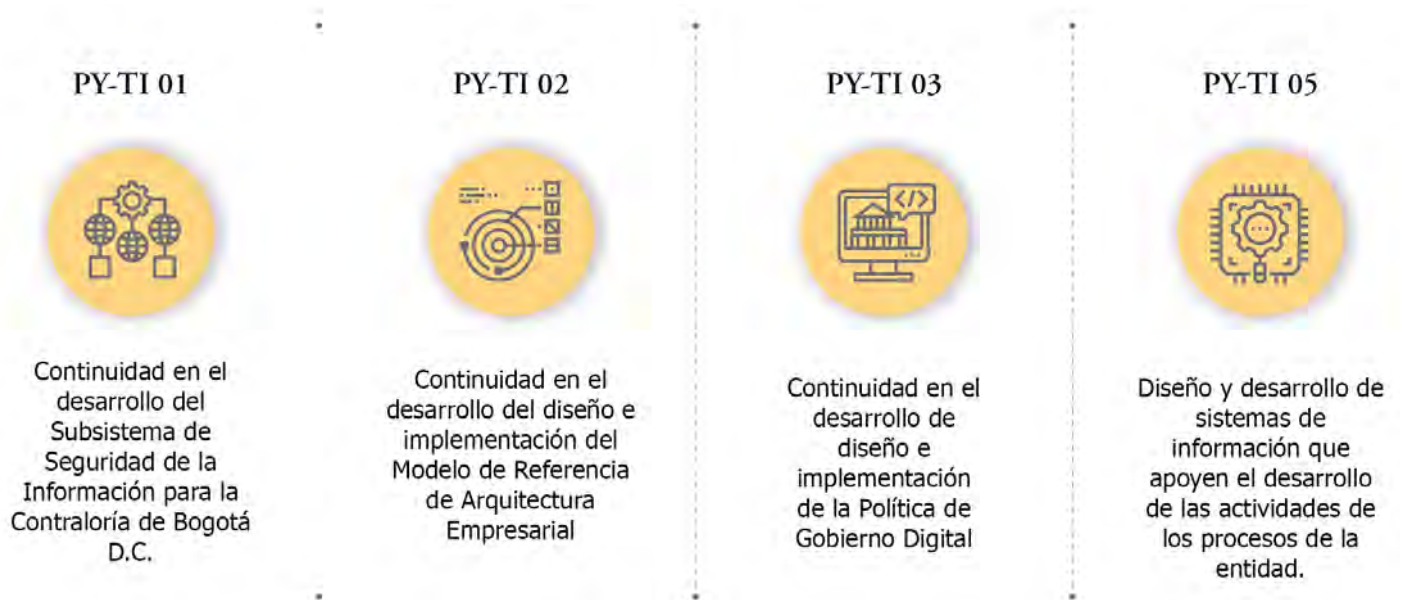 PY-TI 01
Continuidad en el
desarrollo del
Subsistema de
Seguridad de la
Información para la
Contraloría de Bogotá
D.C.
PY-TI 02
Continuidad en el
desarrollo del diseño e
implementación del
Modelo de Referencia
de Arquitectura
Empresarial
PY-TI 03
</>
Continuidad en el
desarrollo de
diseño e
implementación
de la Política de
Gobierno Digital
PY-TI 05
Diseño y desarrollo de
sistemas de
información que
apoyen el desarrollo
de las actividades de
los procesos de la
entidad.